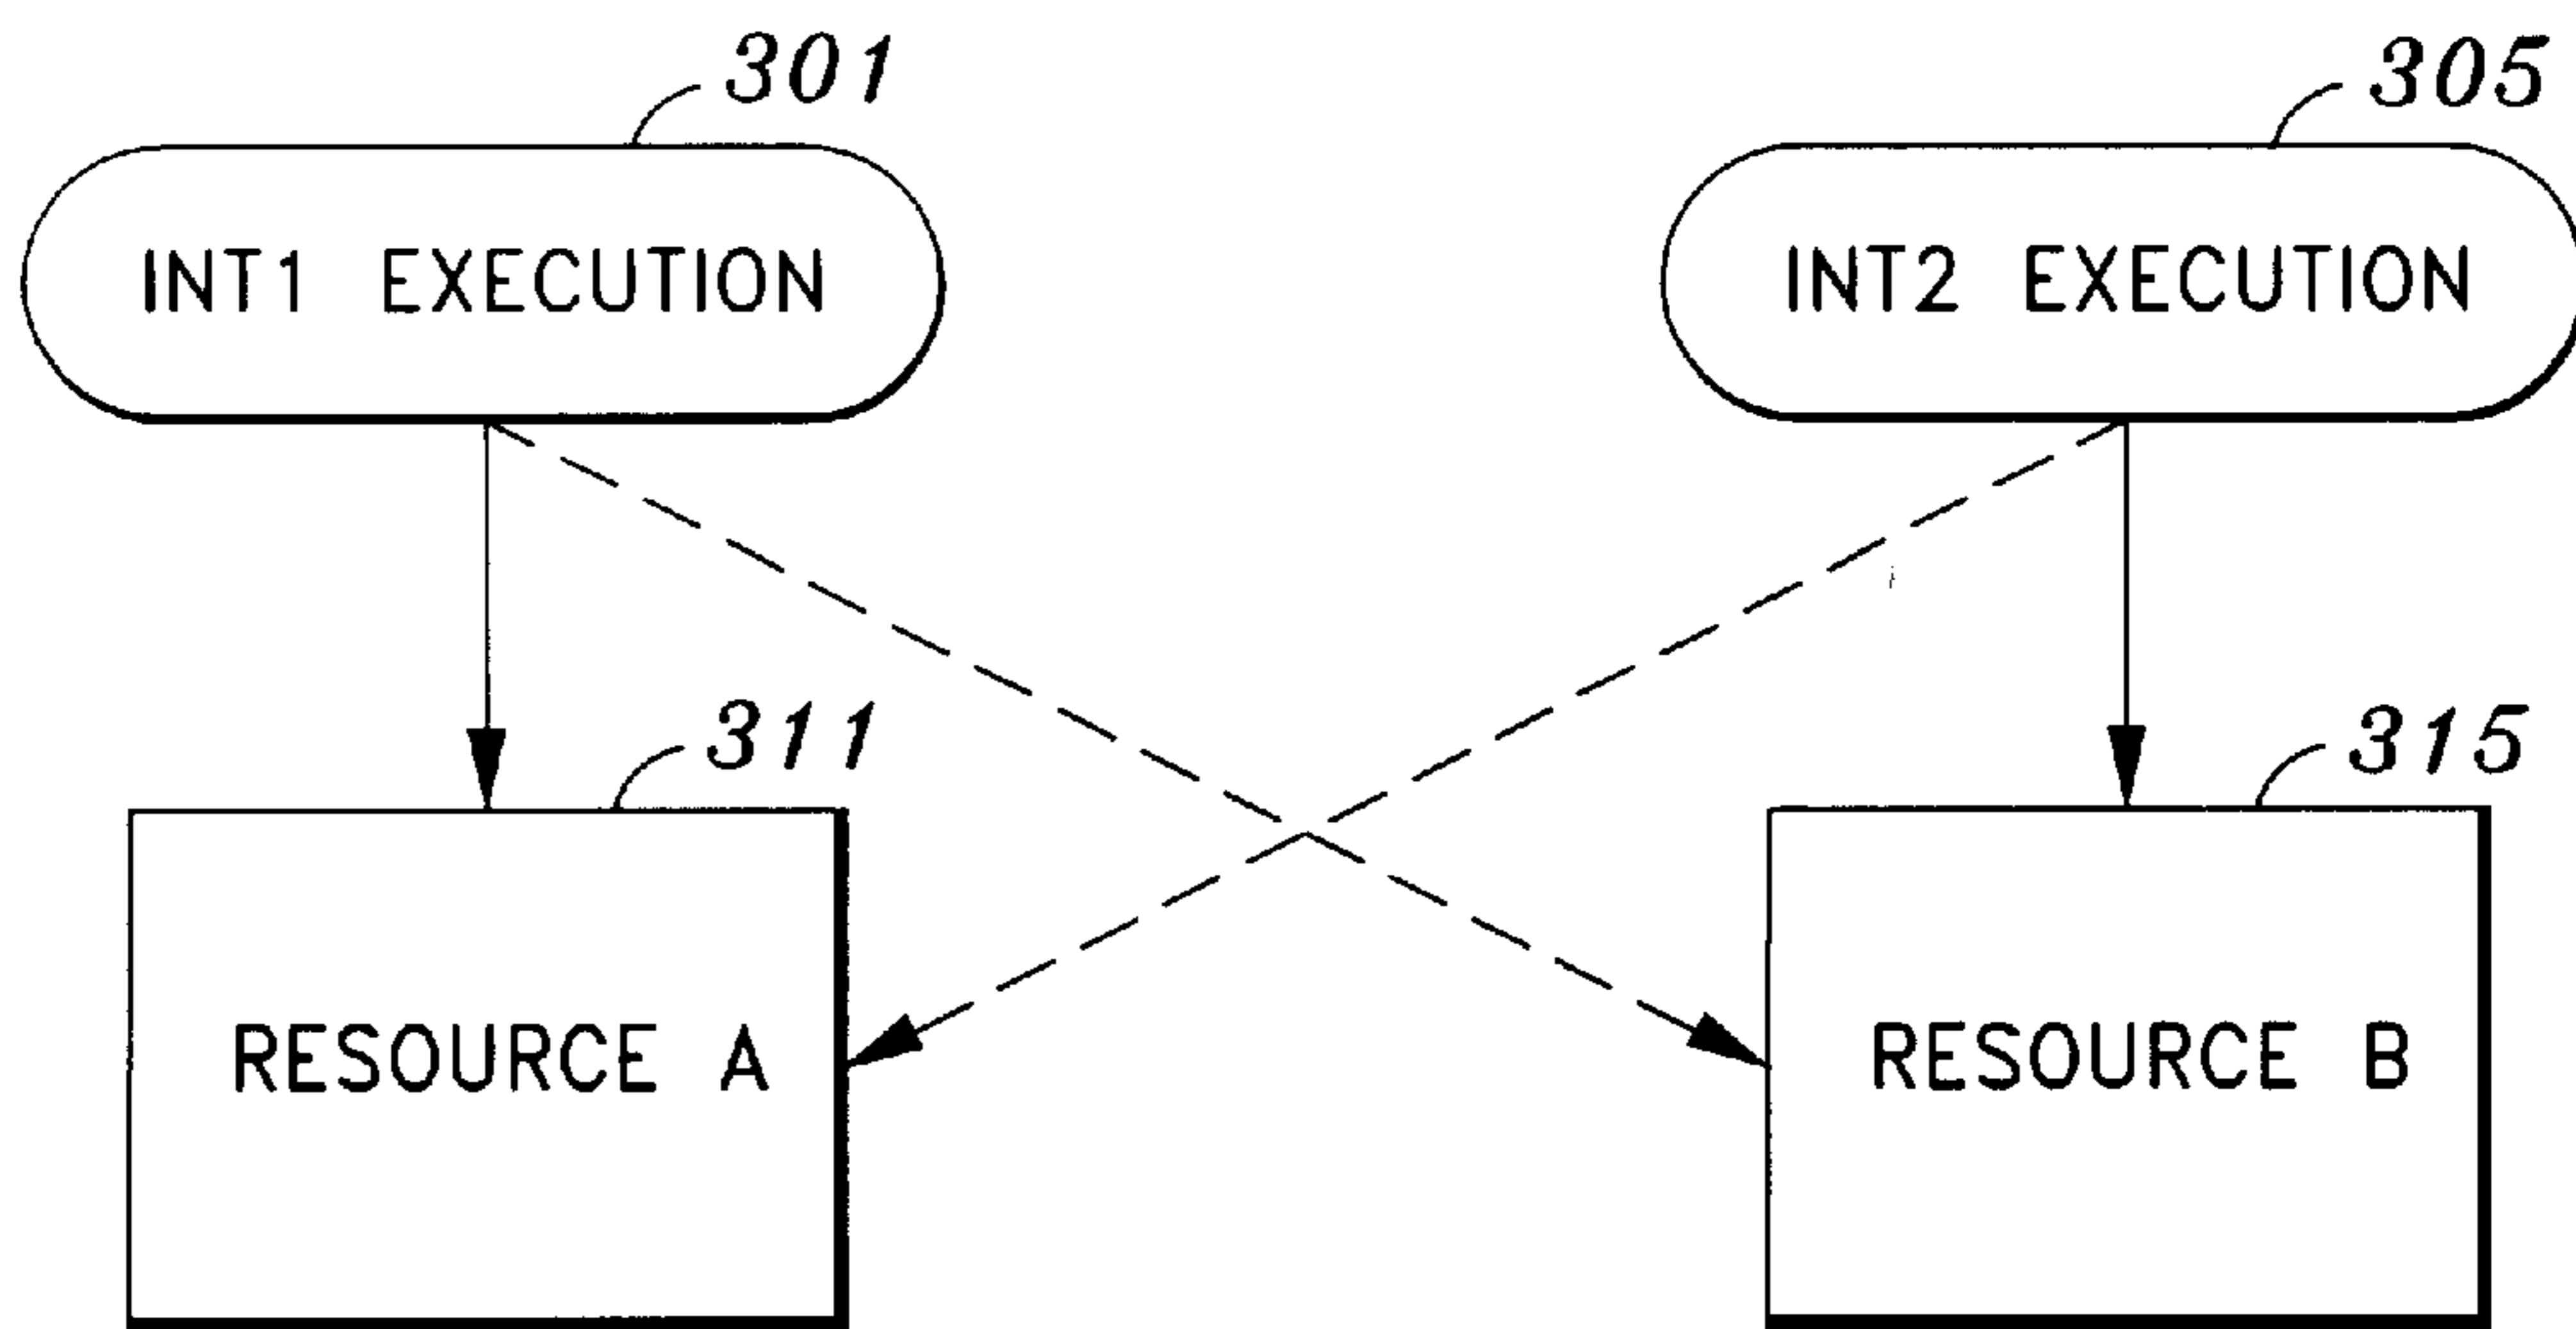 301
305
INT1 EXECUTION
INT2 EXECUTION
311
315
RESOURCE A
RESOURCE B